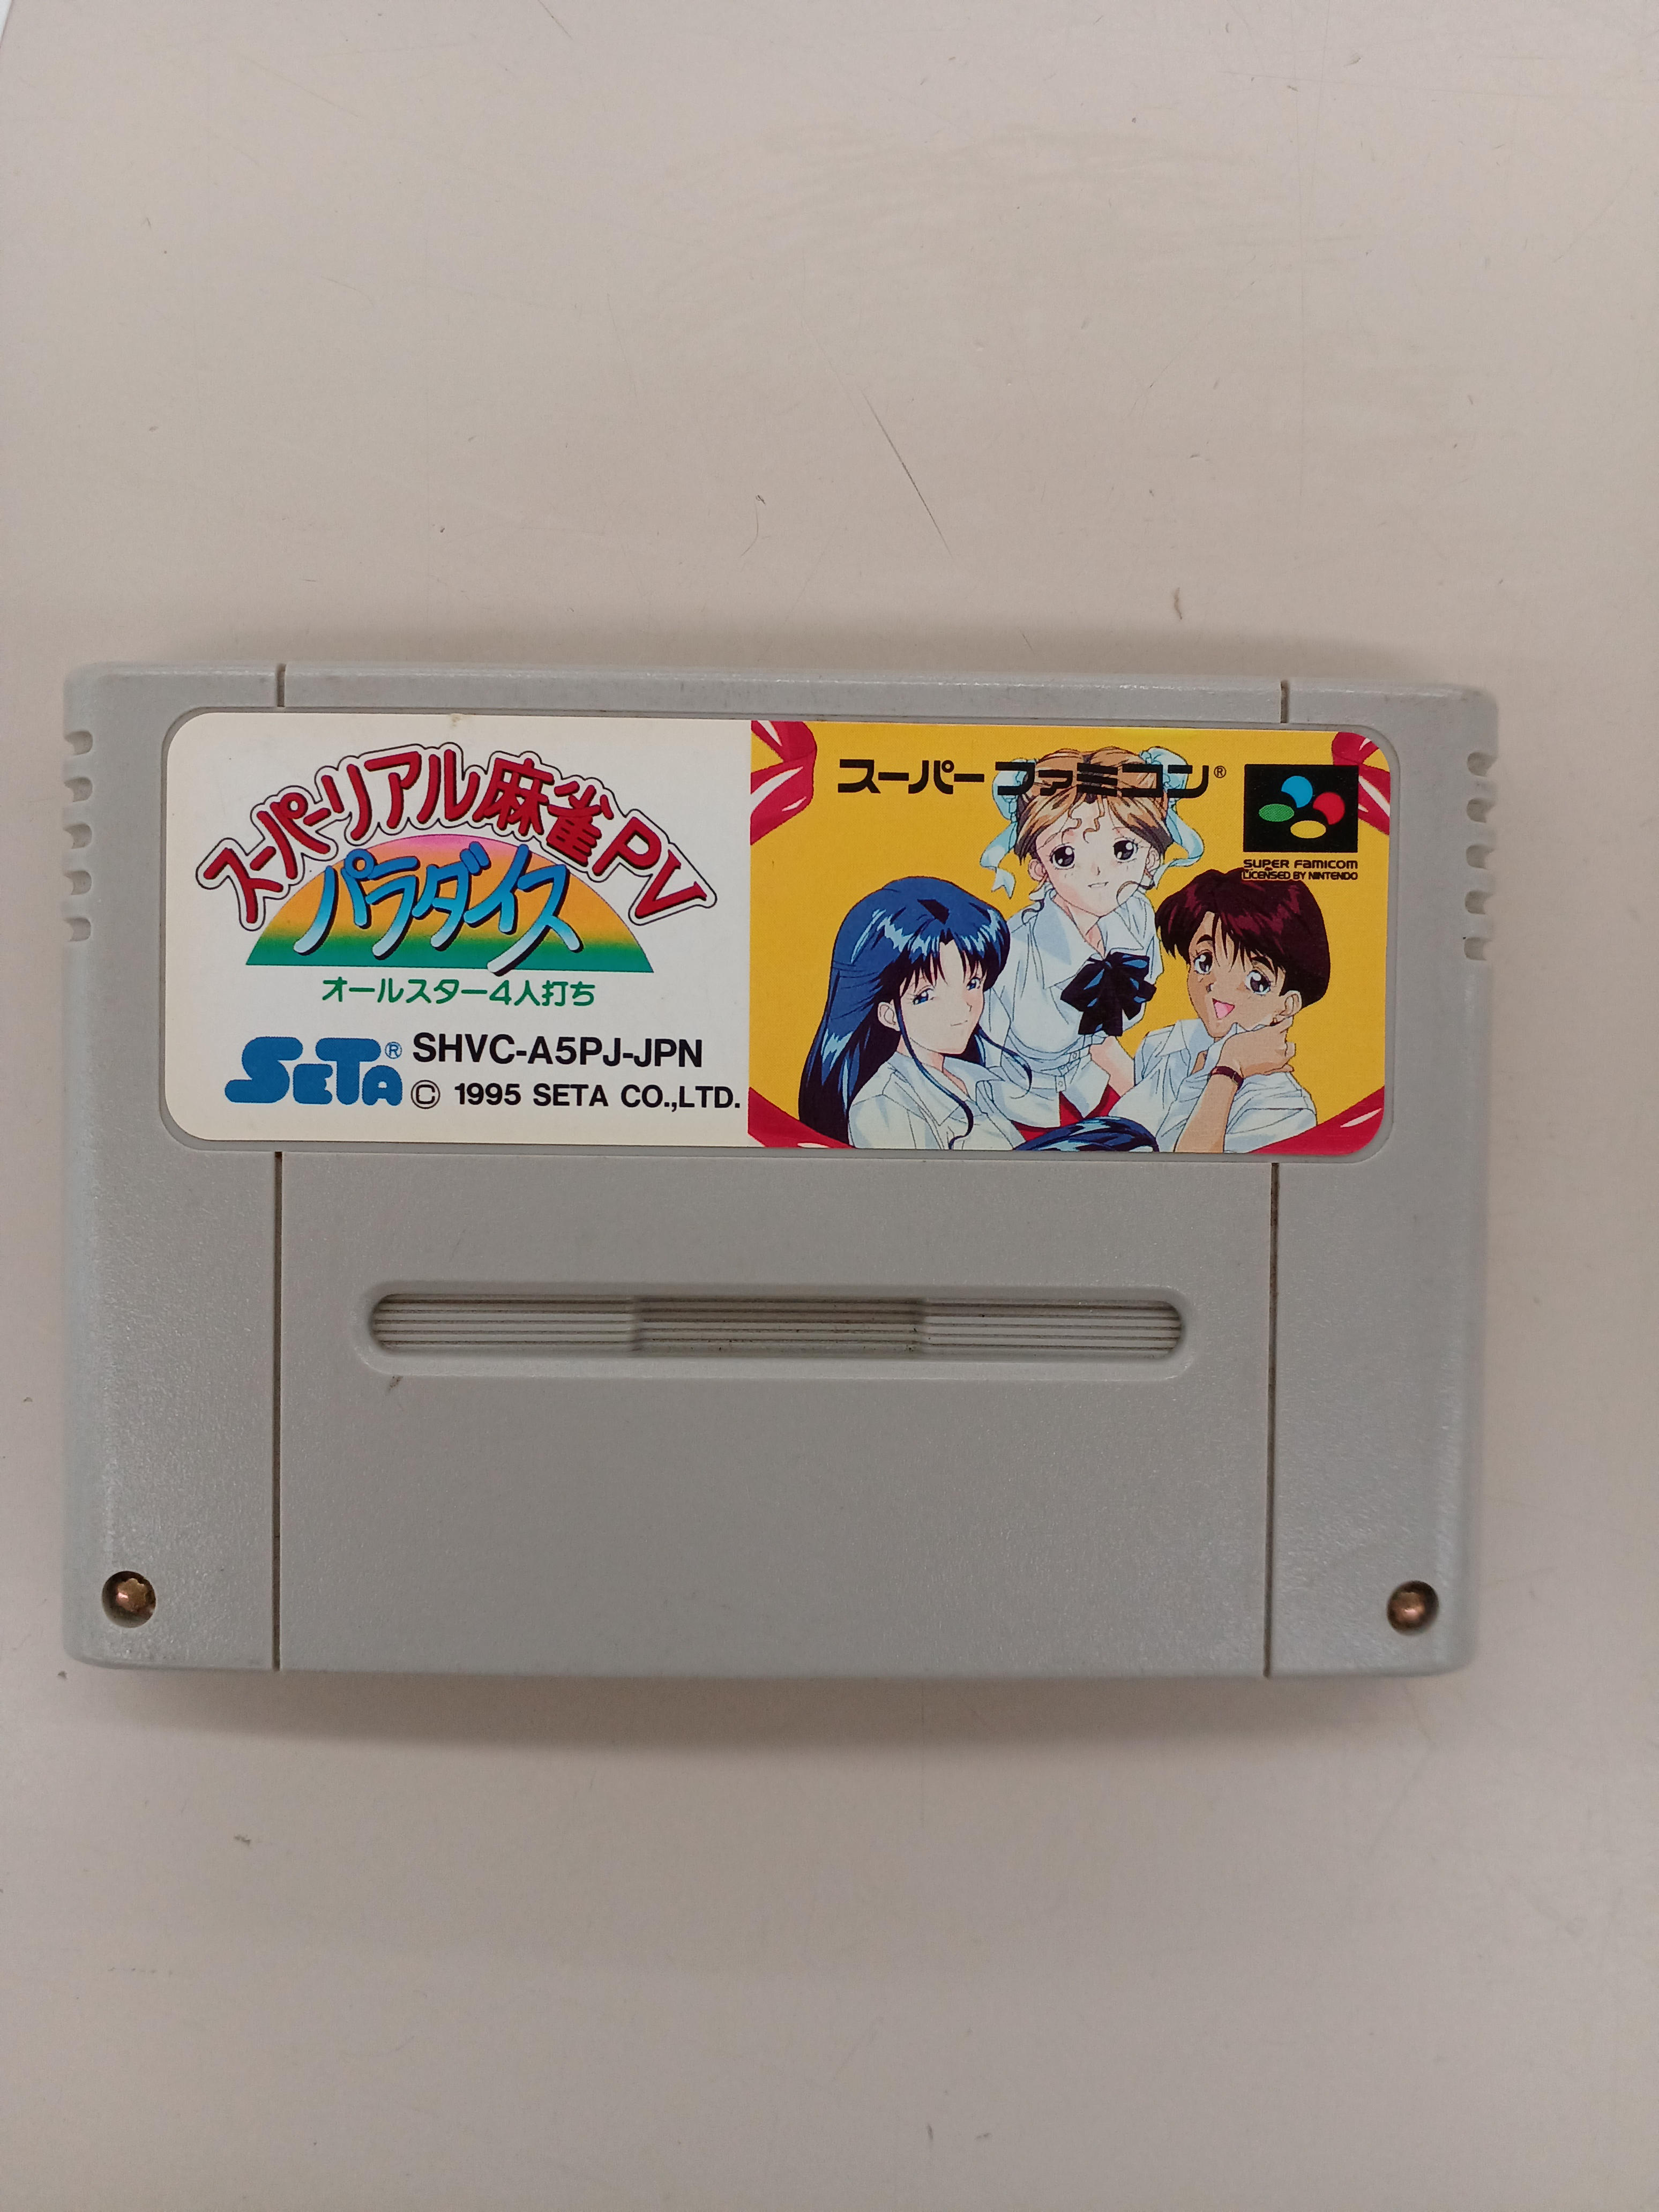 スーパーリアル麻雀PV
パラダイス
オールスター4人打ち
SETA® SHVC-A5PJ-JPN
© 1995 SETA CO.,LTD.
スーパーファミコン®
SUPER FAMICOM
LICENSED BY NINTENDO